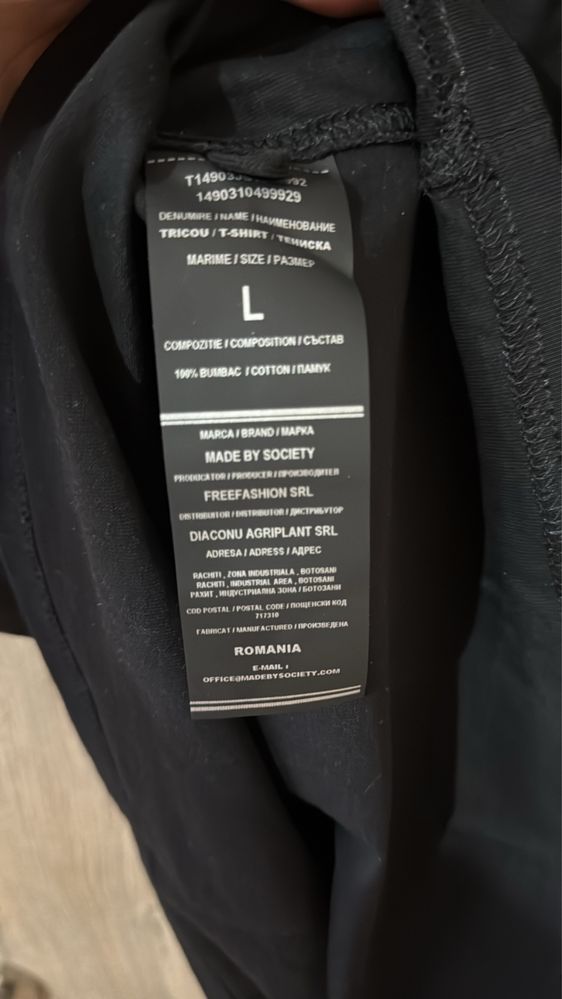 1490310499929
DENUMIRE / NAME / НАИМЕНОВАНИЕ
TRICOU / T-SHIRT / ТЕНИСКА
MARIME / SIZE / РАЗМЕР
L
COMPOZITIE / COMPOSITION / СЪСТАВ
100% BUMBAC / COTTON / ПАМУК
MARCA / BRAND / МАРКА
MADE BY SOCIETY
PRODUCATOR / PRODUCER / ПРОИЗВОДИТЕЛ
FREEFASHION SRL
DISTRIBUITOR / DISTRIBUTOR / ДИСТРИБУТОР
DIACONU AGRIPLANT SRL
ADRESA / ADDRESS / АДРЕС
RACHITI , ZONA INDUSTRIALA , BOTOSANI
RACHITI , INDUSTRIAL AREA , BOTOSANI
РАХИТ , ИНДУСТРИАЛНА ЗОНА / БОТОЗАНИ
COD POSTAL / POSTAL CODE / ПОЩЕНСКИ КОД
717310
FABRICAT / MANUFACTURED / ПРОИЗВЕДЕНА
ROMANIA
E-MAIL :
OFFICE@MADEBYSOCIETY.COM